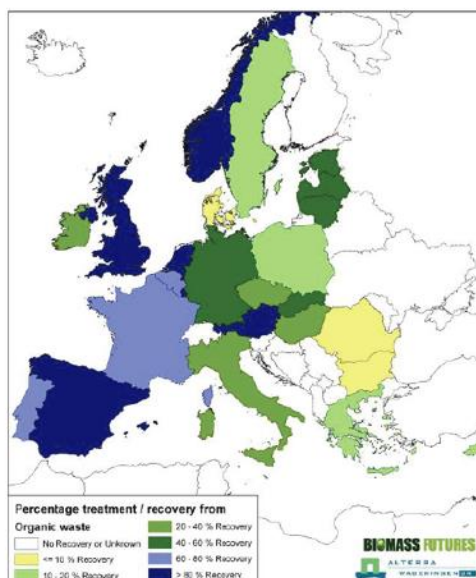 Percentage treatment / recovery from
Organic waste
No Recovery or Unknown
<= 10 % Recovery
10 - 20 % Recovery
20 - 40 % Recovery
40 - 60 % Recovery
60 - 80 % Recovery
> 80 % Recovery
BIOMASS FUTURES
ALTERRA
WAGENINGEN